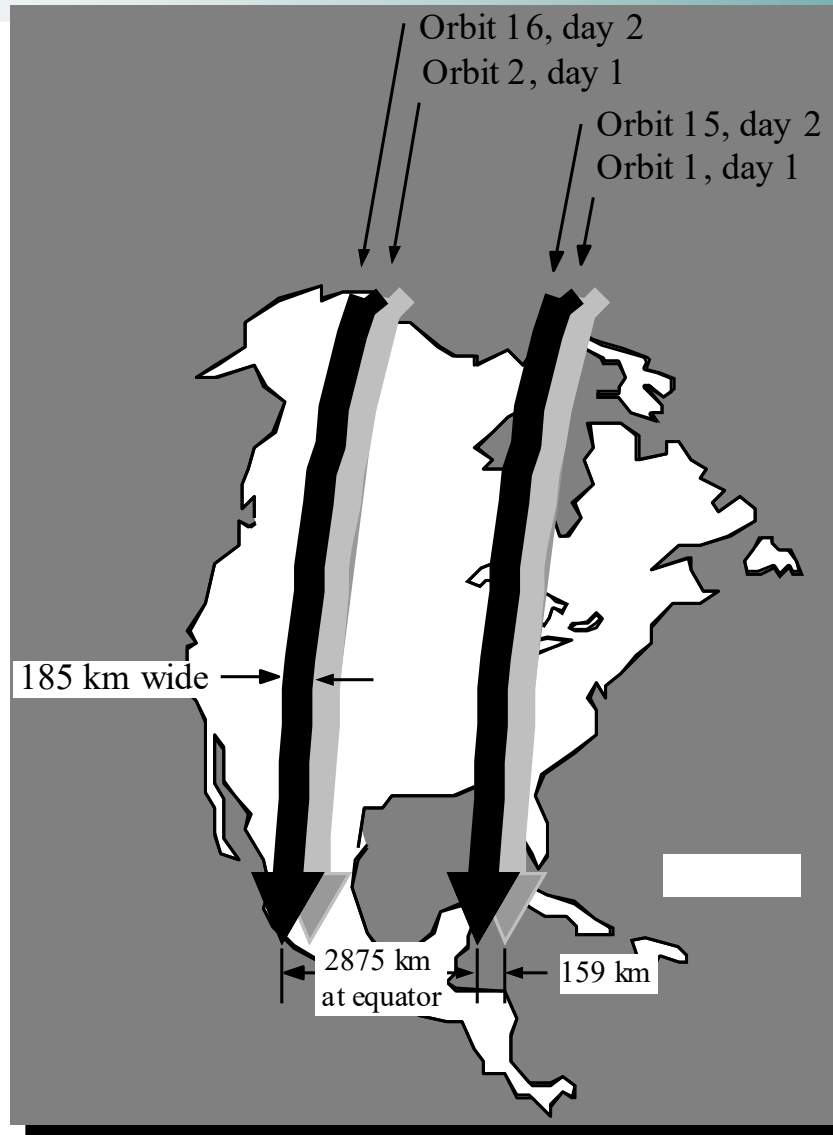 Orbit 16, day 2
Orbit 2, day 1
Orbit 15, day 2
Orbit 1, day 1
185 km wide
2875 km
at equator
159 km